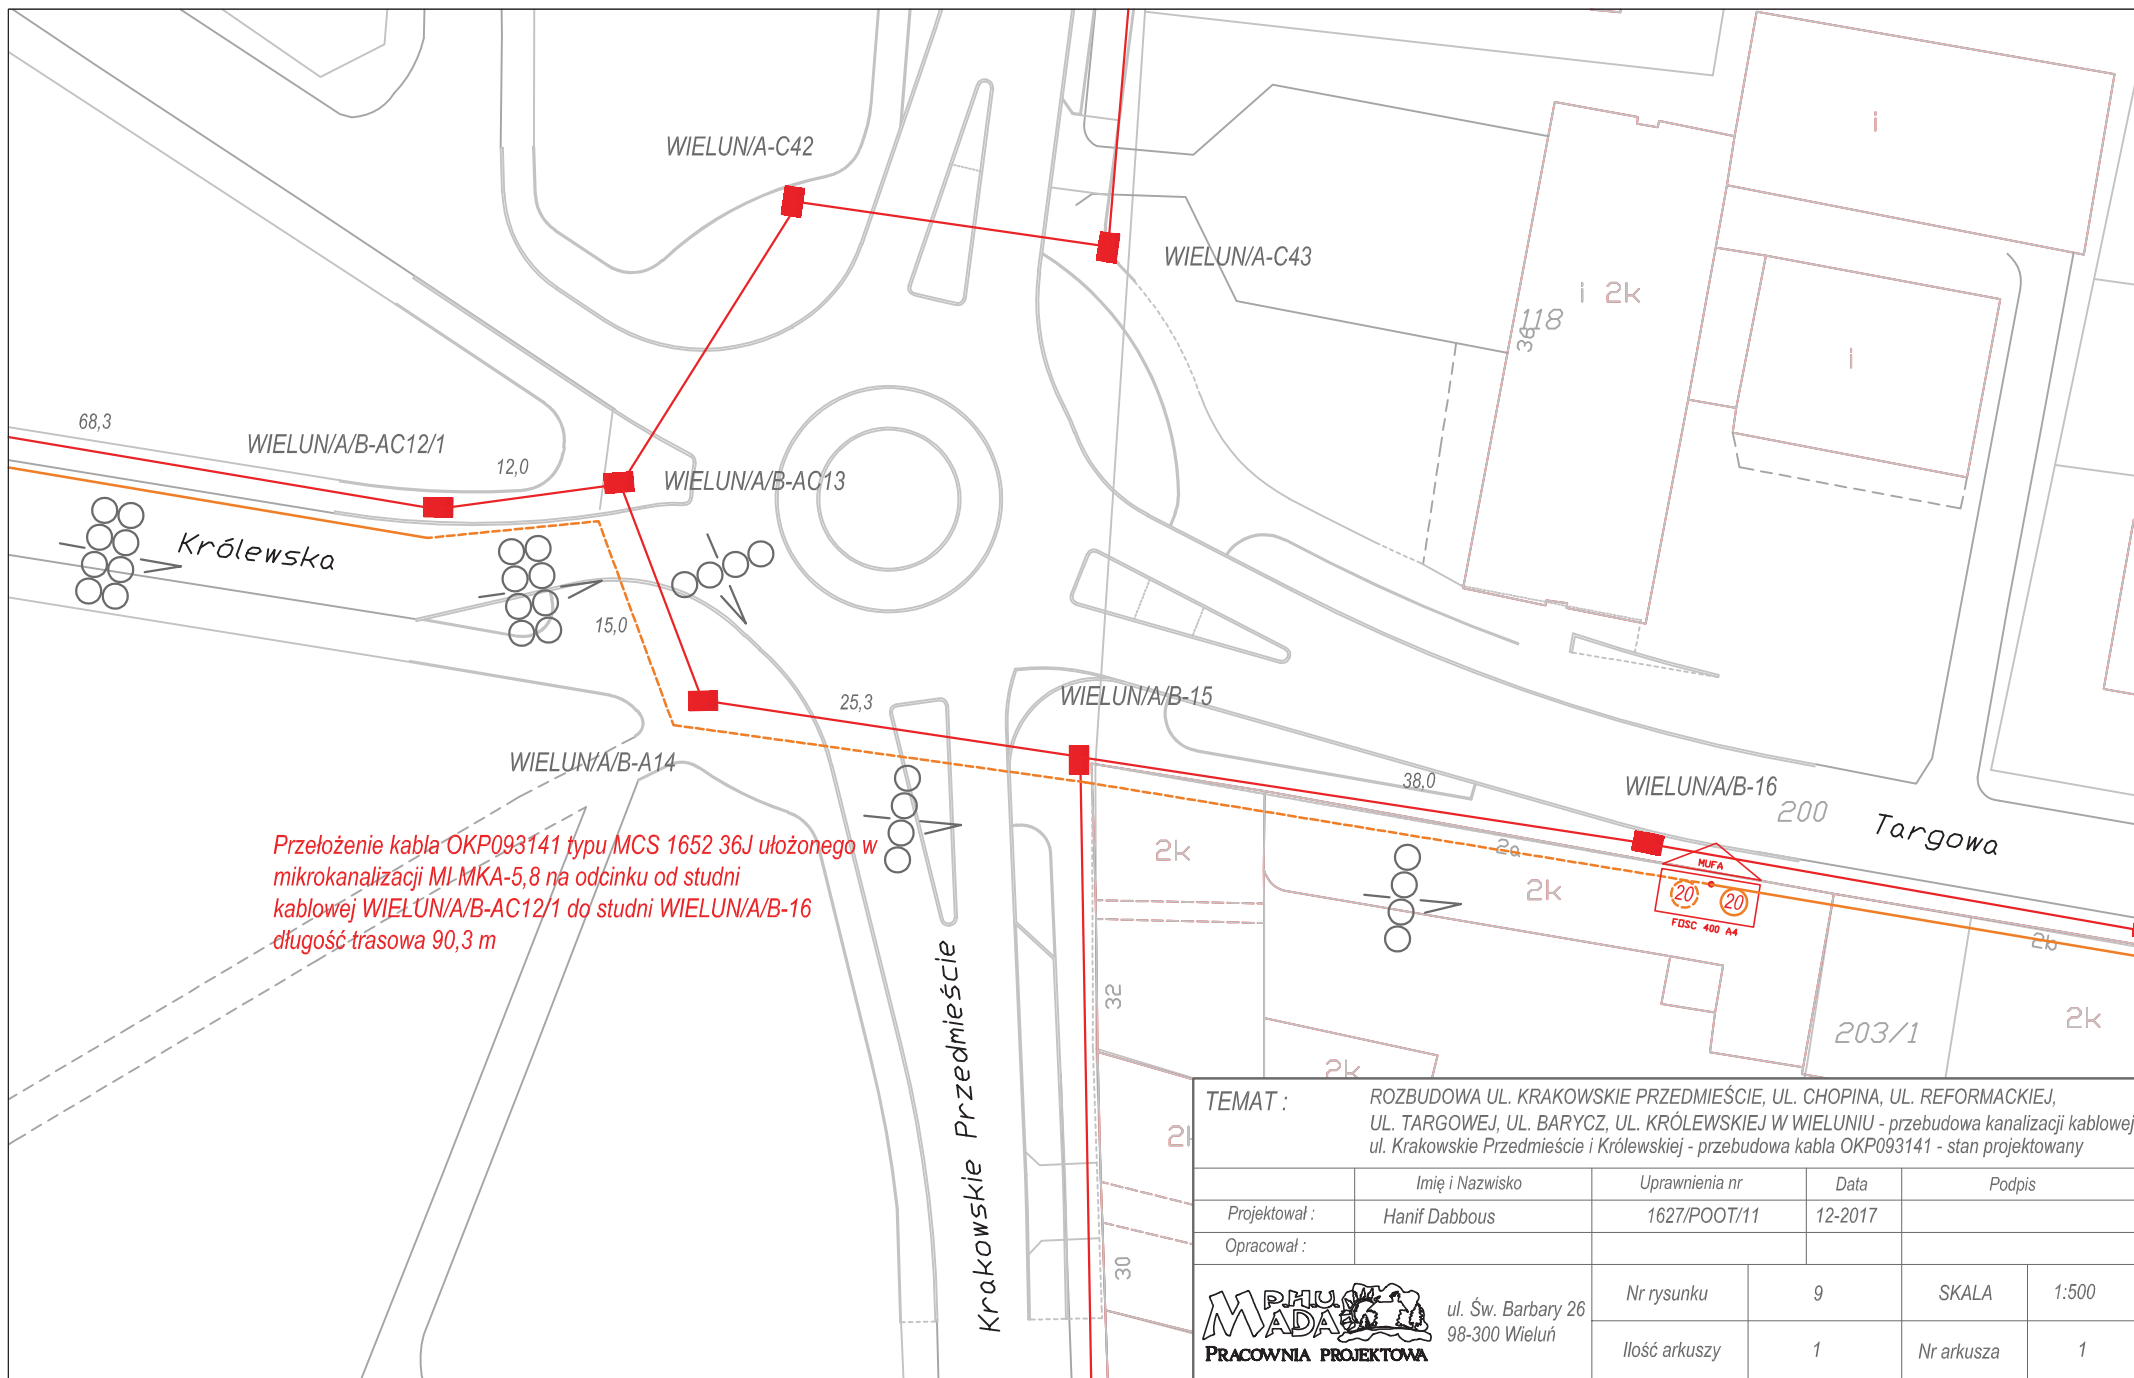 WIELUN/A-C42
WIELUN/A-C43
i
i 2k
118
36
i
68,3
WIELUN/A/B-AC12/1
12,0
WIELUN/A/B-AC13
Królewska
15,0
25,3
WIELUN/A/B-15
WIELUN/A/B-A14
38,0
WIELUN/A/B-16
200
Targowa
Przełożenie kabla OKP093141 typu MCS 1652 36J ułożonego w
mikrokanalizacji MI MKA-5,8 na odcinku od studni
kablowej WIELUN/A/B-AC12/1 do studni WIELUN/A/B-16
długość trasowa 90,3 m
2k
2a
2k
MUFA
20
20
FOSC 400 A4
2b
2k
203/1
32
2k
Krakowskie Przedmieście
30
TEMAT :
ROZBUDOWA UL. KRAKOWSKIE PRZEDMIEŚCIE, UL. CHOPINA, UL. REFORMACKIEJ,
UL. TARGOWEJ, UL. BARYCZ, UL. KRÓLEWSKIEJ W WIELUNIU - przebudowa kanalizacji kablowej
ul. Krakowskie Przedmieście i Królewskiej - przebudowa kabla OKP093141 - stan projektowany
Imię i Nazwisko
Uprawnienia nr
Data
Podpis
Projektował :
Hanif Dabbous
1627/POOT/11
12-2017
Opracował :
P.H.U.
MADA
PRACOWNIA PROJEKTOWA
ul. Św. Barbary 26
98-300 Wieluń
Nr rysunku
9
SKALA
1:500
Ilość arkuszy
1
Nr arkusza
1